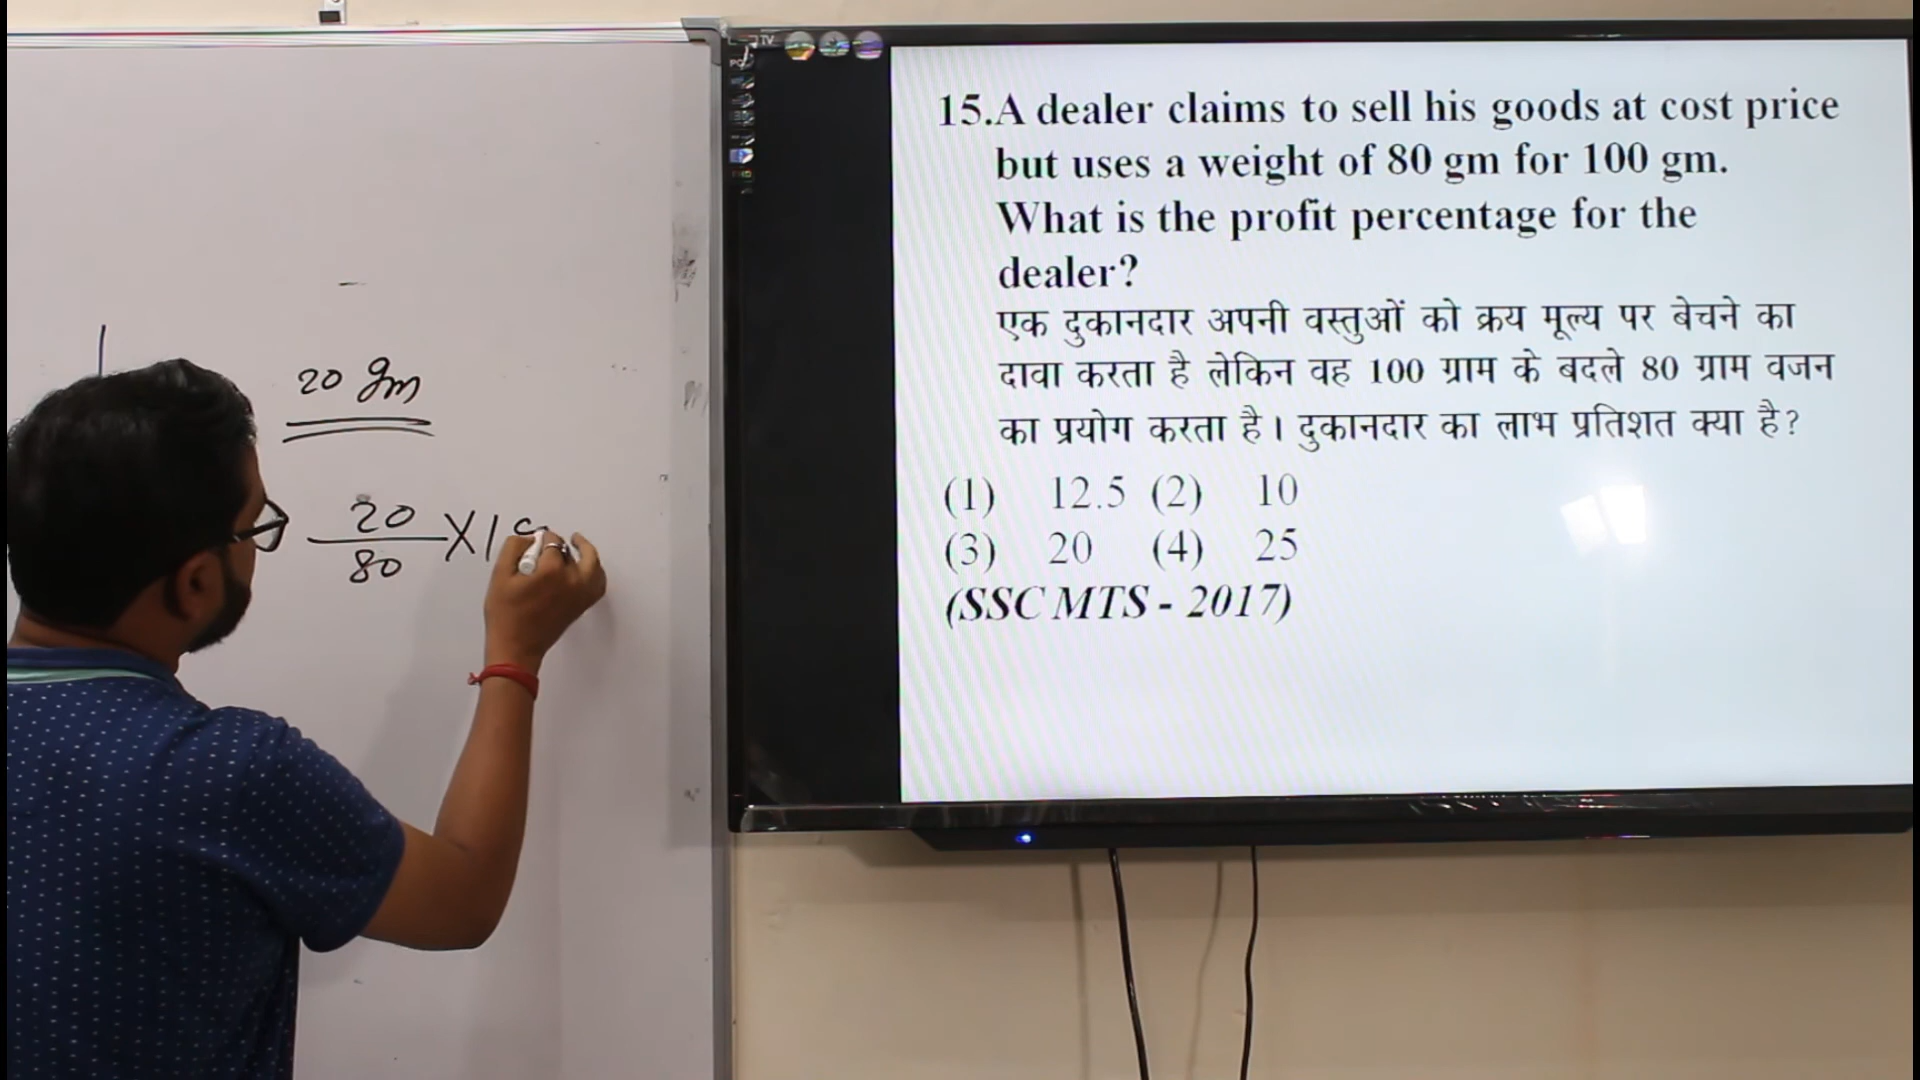 20 gm
20
80
X1
15.A dealer claims to sell his goods at cost price
but uses a weight of 80 gm for 100 gm.
What is the profit percentage for the
dealer?
एक दुकानदार अपनी वस्तुओं को क्रय मूल्य पर बेचने का
दावा करता है लेकिन वह 100 ग्राम के बदले 80 ग्राम वजन
का प्रयोग करता है। दुकानदार का लाभ प्रतिशत क्या है?
(1) 12.5 (2) 10
(3) 20 (4) 25
(SSC MTS - 2017)